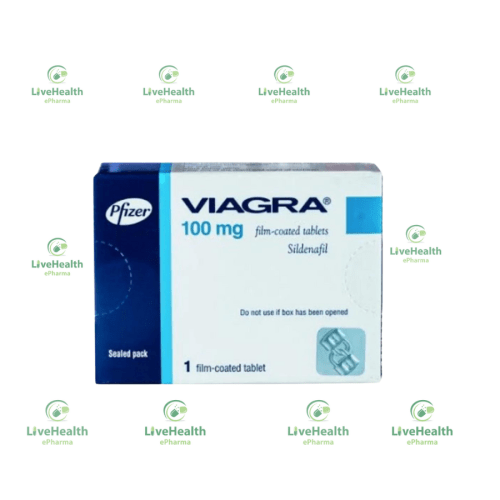 LiveHealth
ePharma
LiveHealth
ePharma
LiveHealth
ePharma
LiveHealth
ePharma
Pfizer
VIAGRA®
100 mg film-coated tablets
Sildenafil
LiveHealth
ePharma
LiveHealth
ePharma
Do not use if box has been opened
Sealed pack
1 film-coated tablet
LiveHealth
ePharma
LiveHealth
ePharma
LiveHealth
ePharma
LiveHealth
ePharma